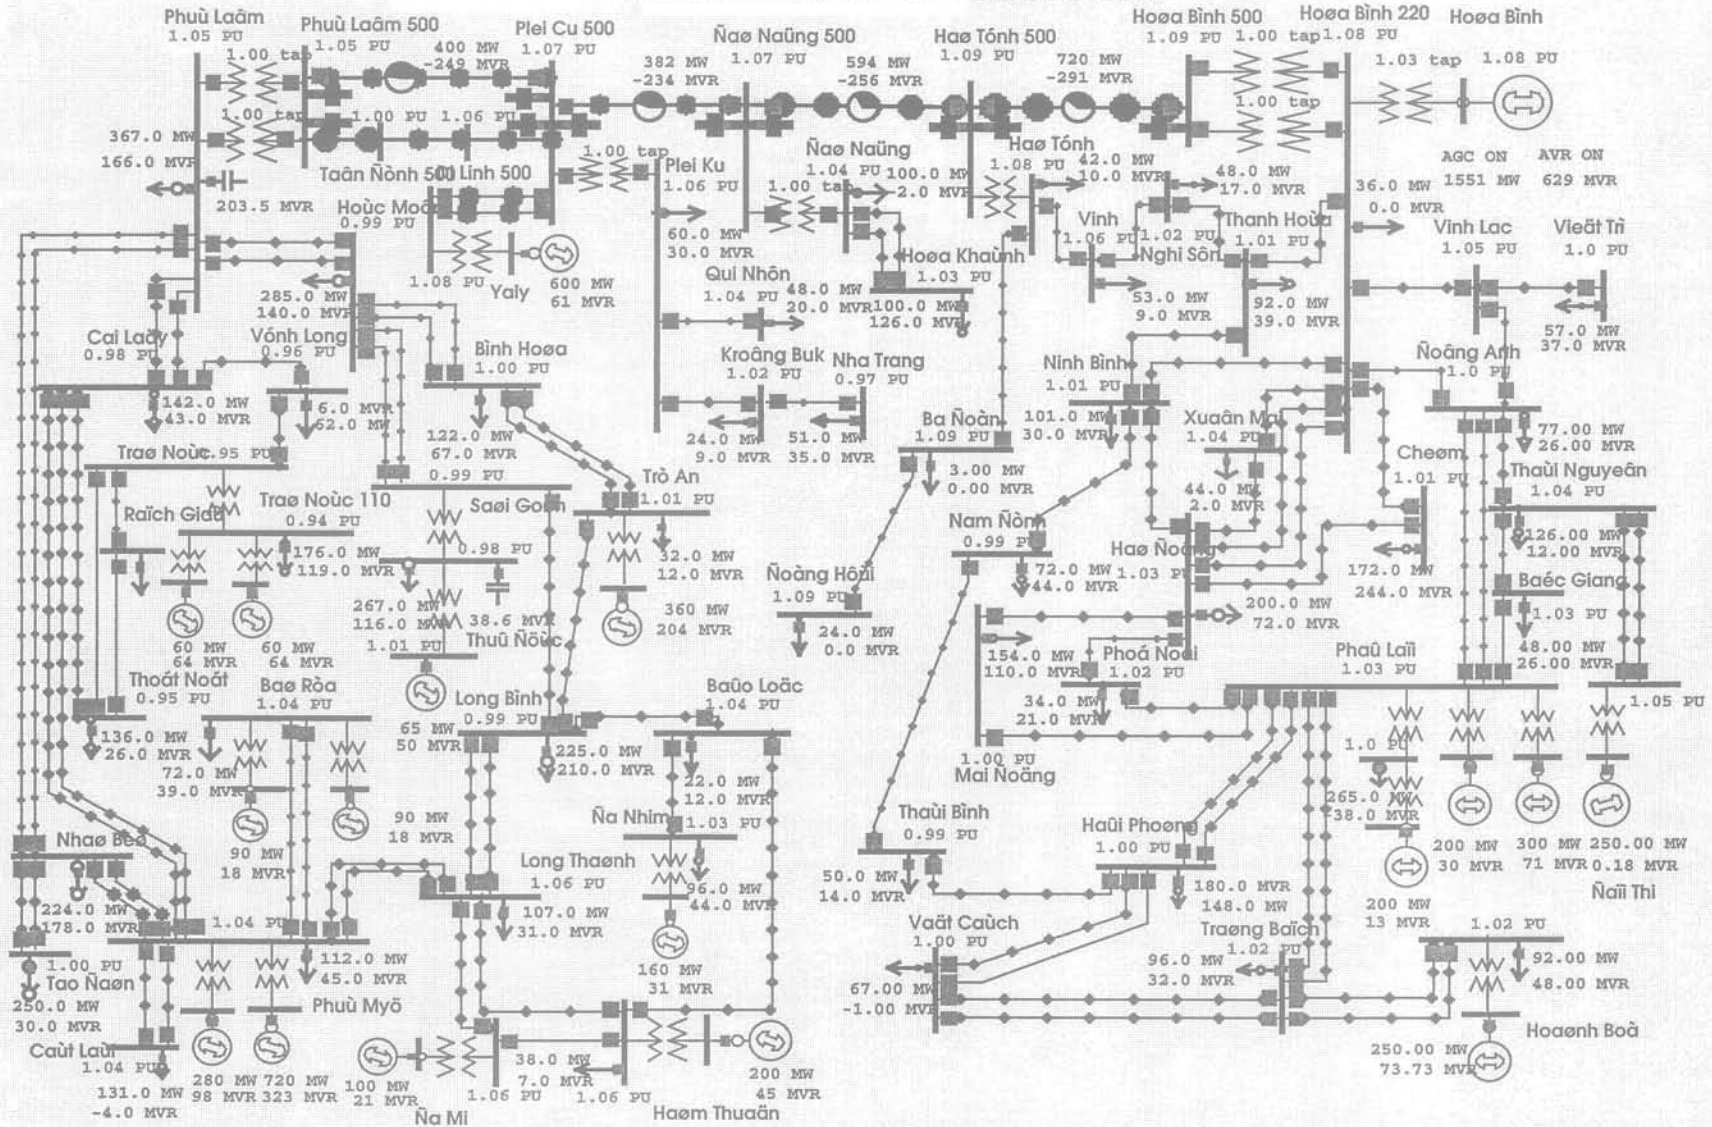 Phuù Laâm
1.05 PU
1.00 tap
Phuù Laâm 500
1.05 PU
400 MW
-249 MVR
Plei Cu 500
1.07 PU
382 MW
-234 MVR
Ñaø Naüng 500
1.07 PU
594 MW
-256 MVR
Haø Tónh 500
1.09 PU
720 MW
-291 MVR
Hoøa Bình 500
1.09 PU
1.00 tap
Hoøa Bình 220
1.08 PU
Hoøa Bình
1.03 tap
1.08 PU
1.00 tap
1.00 PU
1.06 PU
1.00 tap
367.0 MW
166.0 MVR
203.5 MVR
Taân Ñònh 500
Linh 500
1.00 tap
Plei Ku
1.06 PU
Ñaø Naüng
1.04 PU
1.00 tap
100.0 MW
2.0 MVR
Haø Tónh
1.08 PU
42.0 MW
10.0 MVR
48.0 MW
17.0 MVR
36.0 MW
0.0 MVR
AGC ON
1551 MW
AVR ON
629 MVR
0.99 PU
1.08 PU
Yaly
600 MW
61 MVR
60.0 MW
30.0 MVR
Hoøa Khaùnh
1.03 PU
Vinh
1.06 PU
1.02 PU
Nghi Sôn
Thanh Hoùa
1.01 PU
Vinh Lac
1.05 PU
Vieät Trì
1.0 PU
285.0 MW
140.0 MVR
Qui Nhôn
1.04 PU
48.0 MW
20.0 MVR
100.0 MW
126.0 MVR
53.0 MW
9.0 MVR
92.0 MW
39.0 MVR
57.0 MW
37.0 MVR
Cai Laäy
0.98 PU
Vónh Long
0.96 PU
Bình Hoøa
1.00 PU
Kroâng Buk
1.02 PU
Nha Trang
0.97 PU
Ninh Bình
1.01 PU
Ñoâng Anh
1.0 PU
142.0 MW
43.0 MVR
6.0 MVR
62.0 MW
122.0 MW
67.0 MVR
24.0 MW
9.0 MVR
51.0 MW
35.0 MVR
Ba Ñoàn
1.09 PU
101.0 MW
30.0 MVR
Xuaân Mai
1.04 PU
77.00 MW
26.00 MVR
Traø Noùc
0.95 PU
0.99 PU
Trò An
1.01 PU
3.00 MW
0.00 MVR
44.0 MW
2.0 MVR
Cheøm
1.01 PU
Thaùi Nguyeân
1.04 PU
Raïch Giaù
Traø Noùc 110
0.94 PU
Saøi Goøn
Nam Ñònh
0.99 PU
Haø Ñoâng
1.03 PU
126.00 MW
12.00 MVR
176.0 MW
119.0 MVR
0.98 PU
32.0 MW
12.0 MVR
Ñoàng Hôùi
1.09 PU
72.0 MW
44.0 MVR
172.0 MW
244.0 MVR
Baéc Giang
1.03 PU
267.0 MW
116.0 MVR
38.6 MVR
360 MW
204 MVR
24.0 MW
0.0 MVR
200.0 MW
72.0 MVR
60 MW
64 MVR
60 MW
64 MVR
Thuû Ñöùc
1.01 PU
154.0 MW
110.0 MVR
Phoá Noái
1.02 PU
Phaû Laïi
1.03 PU
48.00 MW
26.00 MVR
Thoát Noát
0.95 PU
Baø Ròa
1.04 PU
Long Bình
0.99 PU
Baûo Loäc
1.04 PU
34.0 MW
21.0 MVR
1.05 PU
136.0 MW
26.0 MVR
65 MW
50 MVR
225.0 MW
210.0 MVR
1.00 PU
Mai Ñoäng
1.0 PU
72.0 MW
39.0 MVR
22.0 MW
12.0 MVR
265.0 MW
-38.0 MVR
Nhaø Beø
90 MW
18 MVR
90 MW
18 MVR
Ña Nhim
1.03 PU
Thaùi Bình
0.99 PU
Haûi Phoøng
1.00 PU
200 MW
30 MVR
300 MW
71 MVR
250.00 MW
0.18 MVR
Ñaïi Thi
Long Thaønh
1.06 PU
96.0 MW
44.0 MVR
50.0 MW
14.0 MVR
180.0 MVR
148.0 MW
200 MW
13 MVR
224.0 MW
178.0 MVR
1.04 PU
107.0 MW
31.0 MVR
Vaät Caùch
1.00 PU
Traøng Baïch
1.02 PU
1.02 PU
1.00 PU
Tao Ñaøn
250.0 MW
30.0 MVR
112.0 MW
45.0 MVR
Phuù Myõ
160 MW
31 MVR
67.00 MW
-1.00 MVR
96.0 MW
32.0 MVR
92.00 MW
48.00 MVR
Caùt Laùi
1.04 PU
131.0 MW
-4.0 MVR
280 MW
98 MVR
720 MW
323 MVR
100 MW
21 MVR
Ña Mi
1.06 PU
38.0 MW
7.0 MVR
1.06 PU
Haøm Thuaän
200 MW
45 MVR
Hoaønh Boà
250.00 MW
73.73 MVR